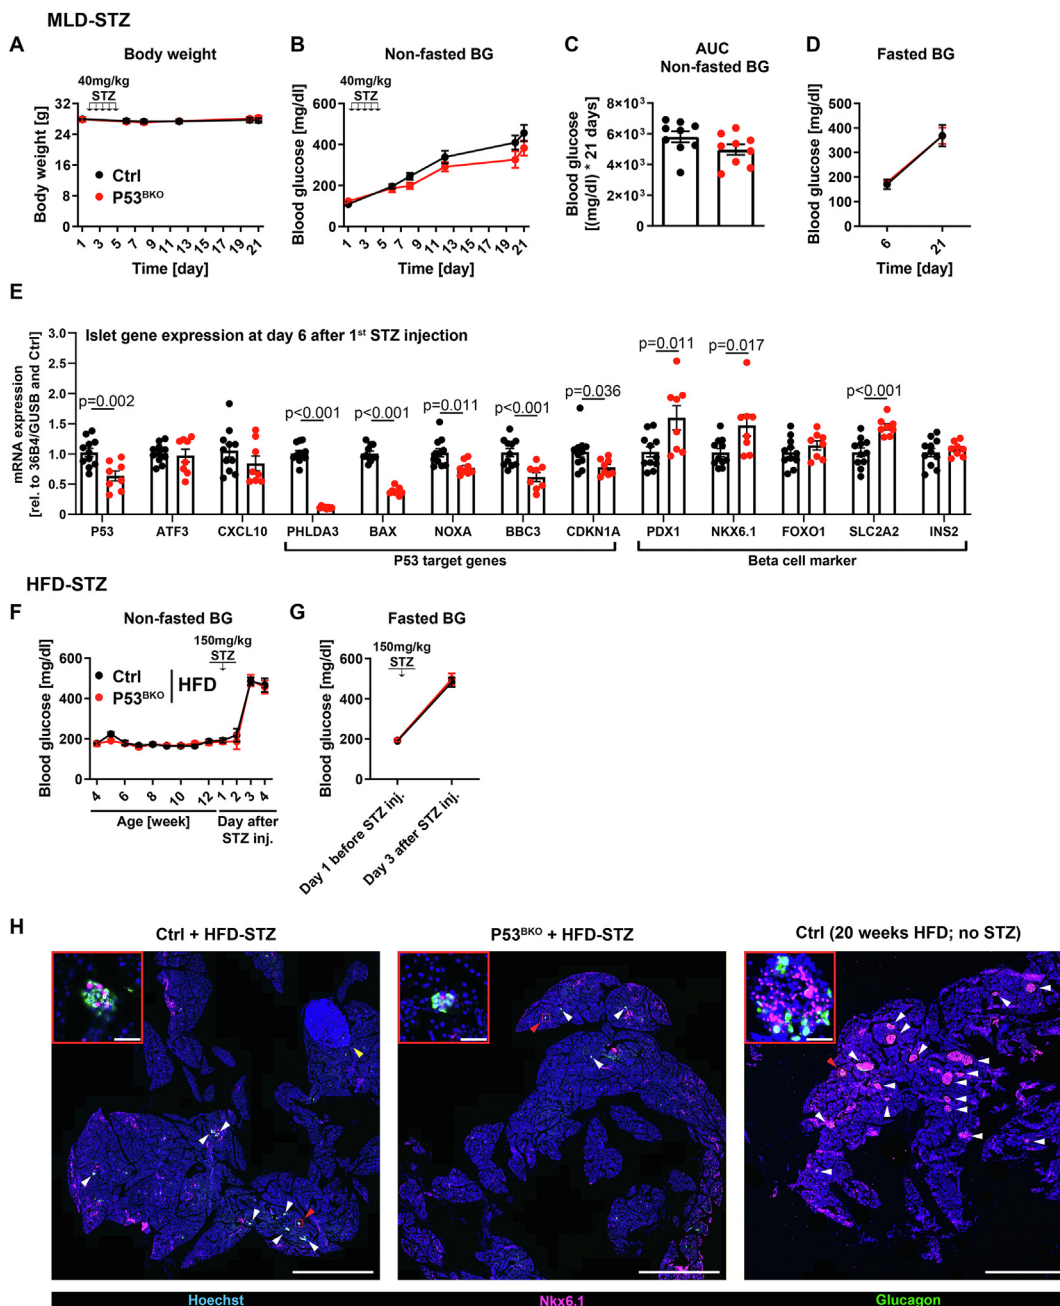 MLD-STZ
A
Body weight
40mg/kg
STZ
Body weight [g]
32
24
16
8
0
Ctrl
P53BKO
1 3 5 7 9 11 13 15 17 19 21
Time [day]
B
Non-fasted BG
40mg/kg
STZ
Blood glucose [mg/dl]
600
400
200
0
1 3 5 7 9 11 13 15 17 19 21
Time [day]
C
AUC
Non-fasted BG
Blood glucose
[(mg/dl) * 21 days]
8×10³
6×10³
4×10³
2×10³
0
D
Fasted BG
Blood glucose [mg/dl]
500
400
300
200
100
0
6 21
Time [day]
E
Islet gene expression at day 6 after 1st STZ injection
mRNA expression
[rel. to 36B4/GUSB and Ctrl]
3.0
2.5
2.0
1.5
1.0
0.5
0
p=0.002
p<0.001
p<0.001
p=0.011
p<0.001
p=0.036
p=0.011
p=0.017
p<0.001
P53 ATF3 CXCL10 PHLDA3 BAX NOXA BBC3 CDKN1A PDX1 NKX6.1 FOXO1 SLC2A2 INS2
P53 target genes
Beta cell marker
HFD-STZ
F
Non-fasted BG
150mg/kg
STZ
Blood glucose [mg/dl]
600
400
200
0
Ctrl
P53BKO
HFD
4 6 8 10 12 1 2 3 4
Age [week]
Day after
STZ inj.
G
Fasted BG
150mg/kg
STZ
Blood glucose [mg/dl]
600
400
200
0
Day 1 before STZ inj.
Day 3 after STZ inj.
H
Ctrl + HFD-STZ
P53BKO + HFD-STZ
Ctrl (20 weeks HFD; no STZ)
Hoechst
Nkx6.1
Glucagon